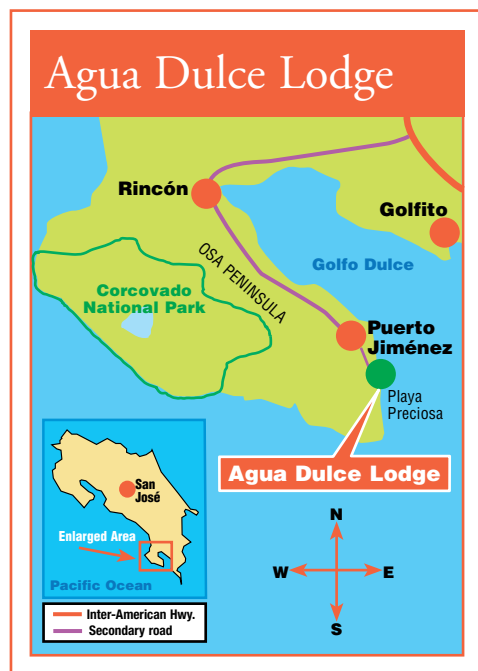 Agua Dulce Lodge
Rincón
Golfito
OSA PENINSULA
Golfo Dulce
Corcovado
National Park
Puerto
Jiménez
Playa
Preciosa
Agua Dulce Lodge
San
José
Enlarged Area
Pacific Ocean
N
W
E
S
Inter-American Hwy.
Secondary road